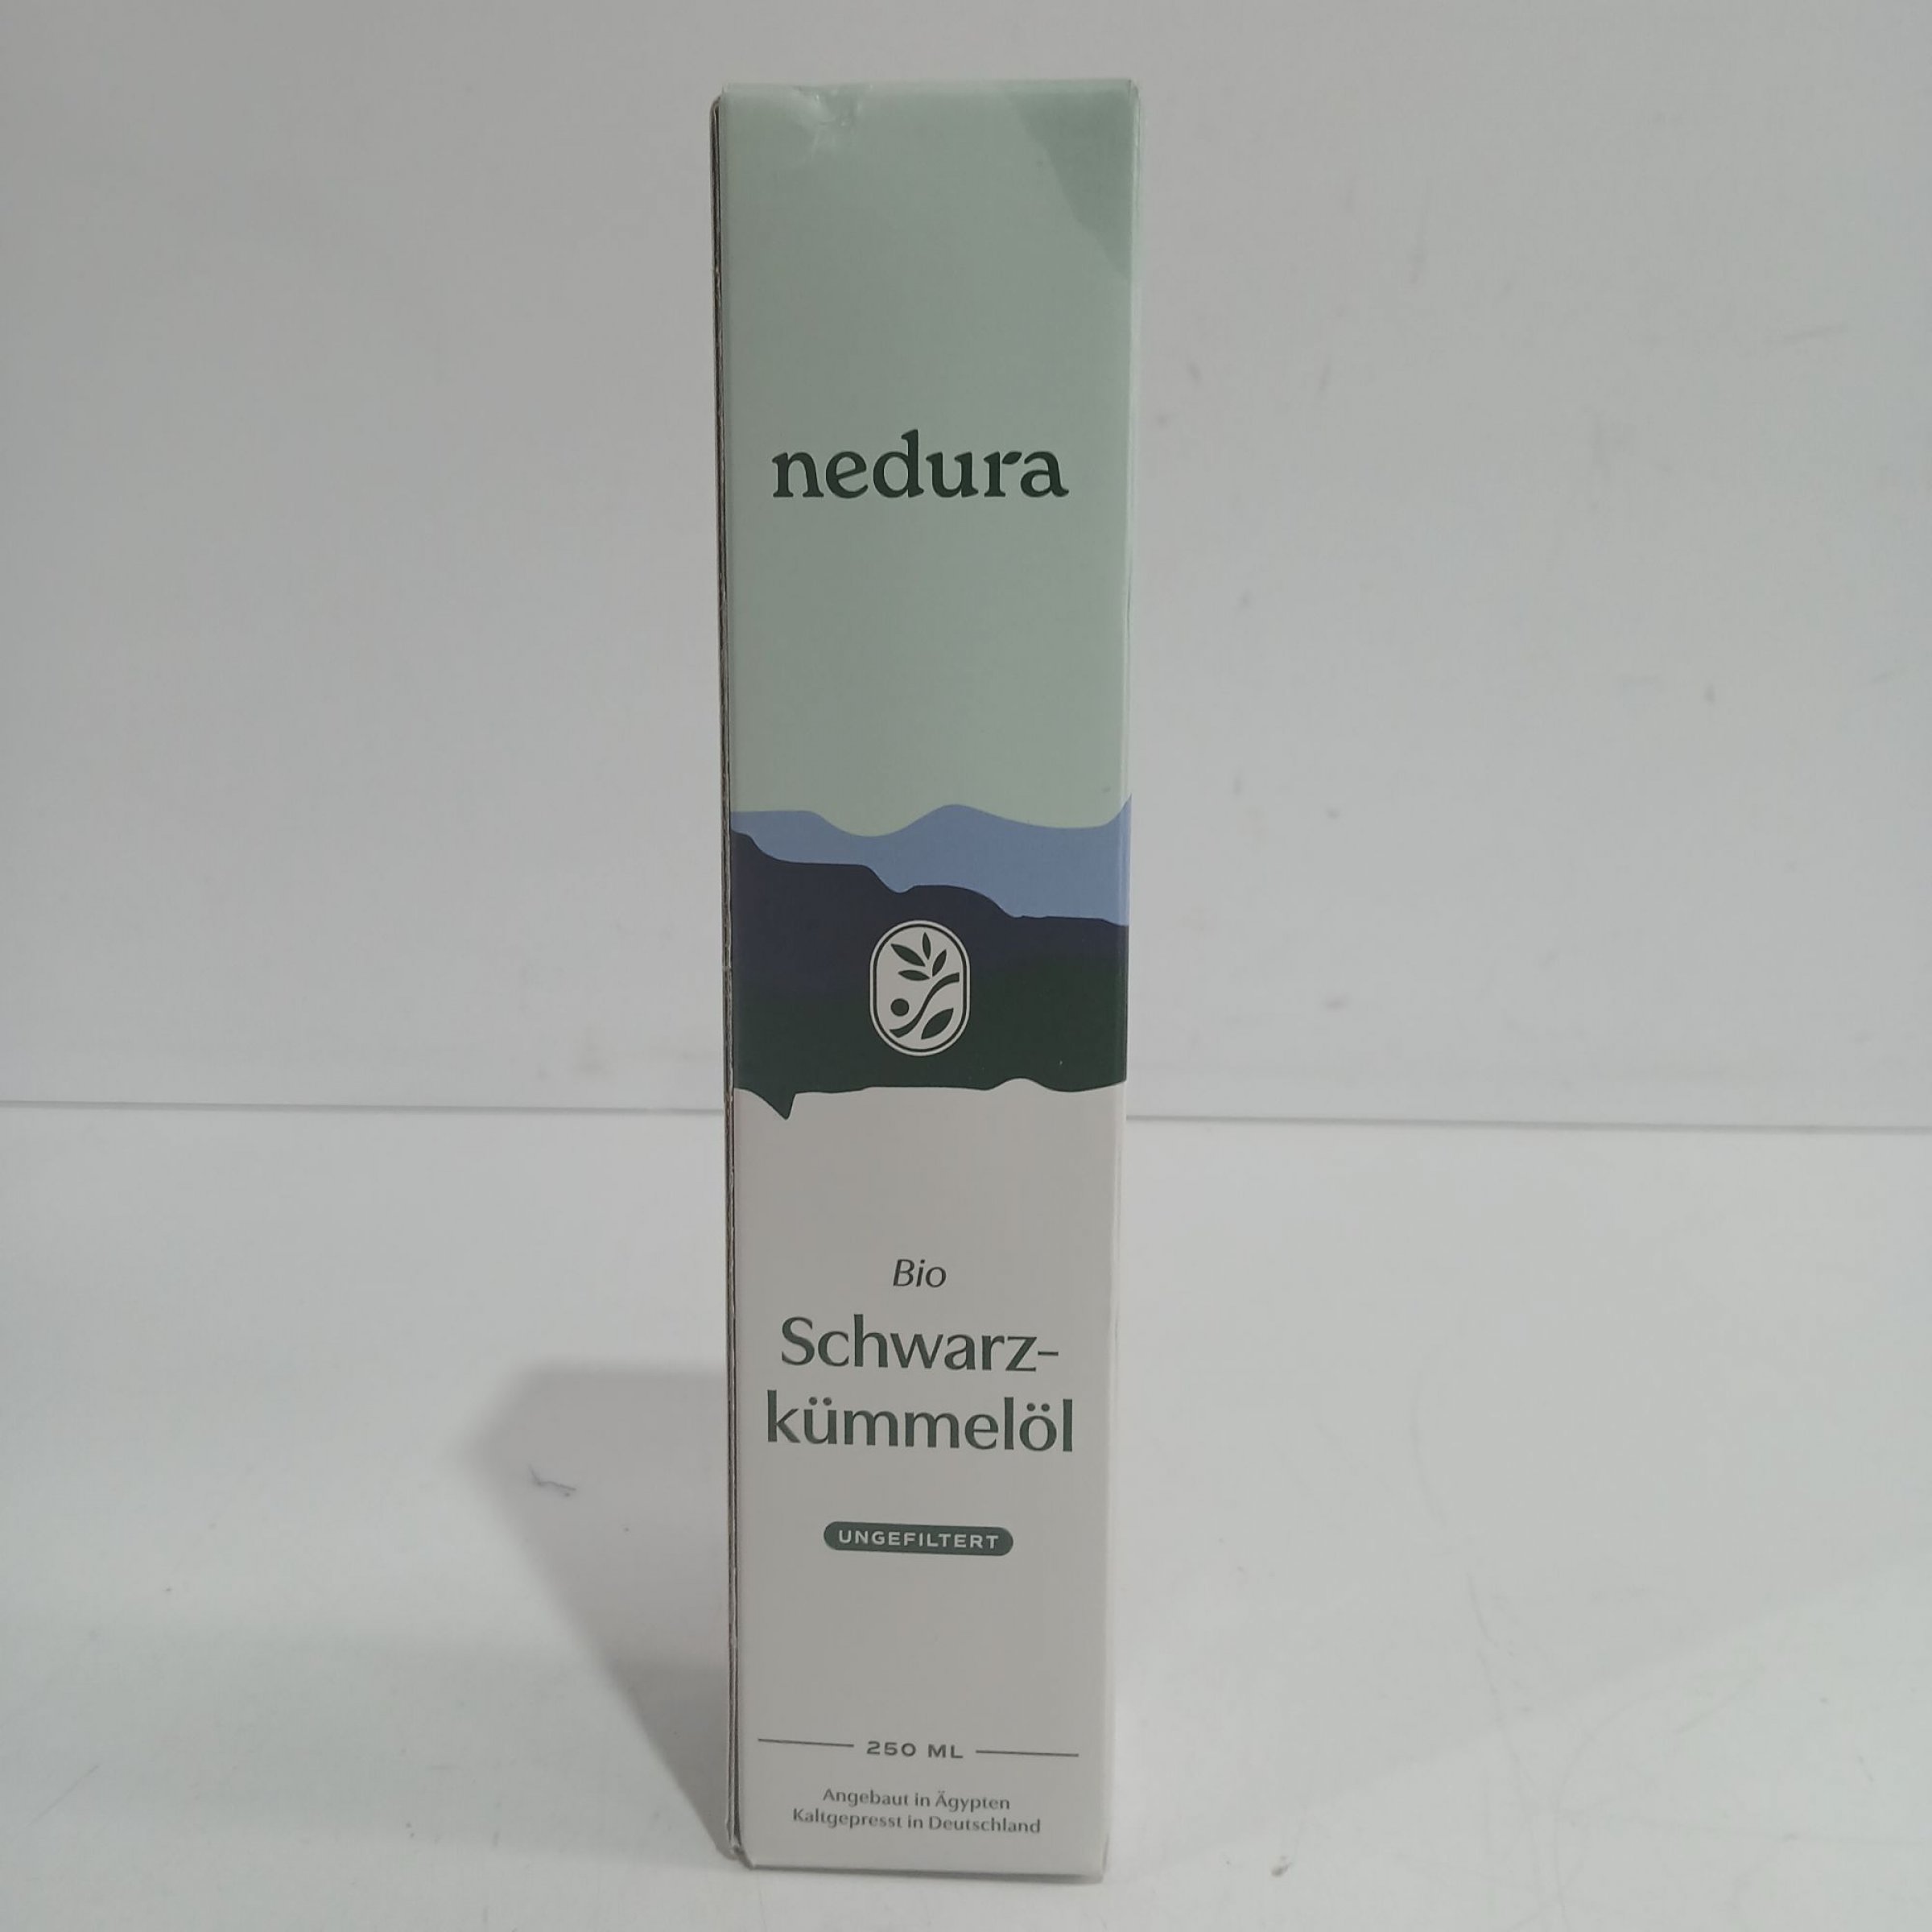 nedura
Bio
Schwarz-
kümmelöl
UNGEFILTERT
250 ML
Angebaut in Ägypten
Kaltgepresst in Deutschland